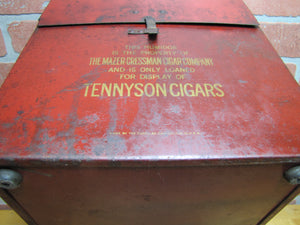 THIS HUMIDOR
IS THE PROPERTY OF
THE MAZER CRESSMAN CIGAR COMPANY
AND IS ONLY LOANED
FOR DISPLAY OF
TENNYSON CIGARS